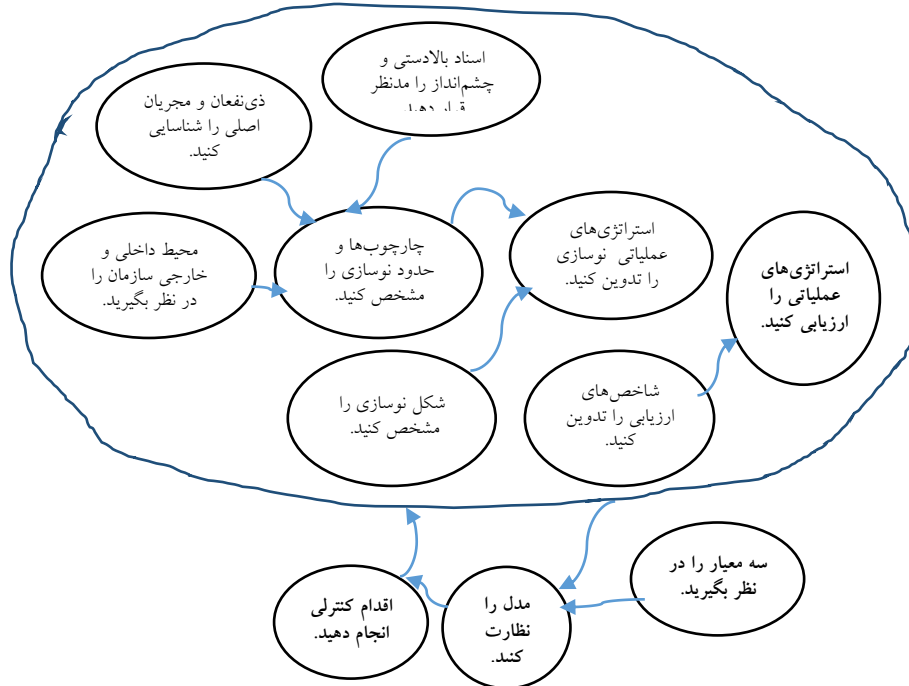 اسناد بالادستی و
چشم‌انداز را مدنظر
ذی‌نفعان و مجریان
اصلی را شناسایی
کنید.
محیط داخلی و
خارجی سازمان را
در نظر بگیرید.
چارچوب‌ها و
حدود نوسازی را
مشخص کنید.
استراتژی‌های
عملیاتی نوسازی
را تدوین کنید.
استراتژی‌های
عملیاتی را
ارزیابی کنید.
شکل نوسازی را
مشخص کنید.
شاخص‌های
ارزیابی را تدوین
کنید.
سه معیار را در
نظر بگیرید.
مدل را
نظارت
کنید.
اقدام کنترلی
انجام دهید.